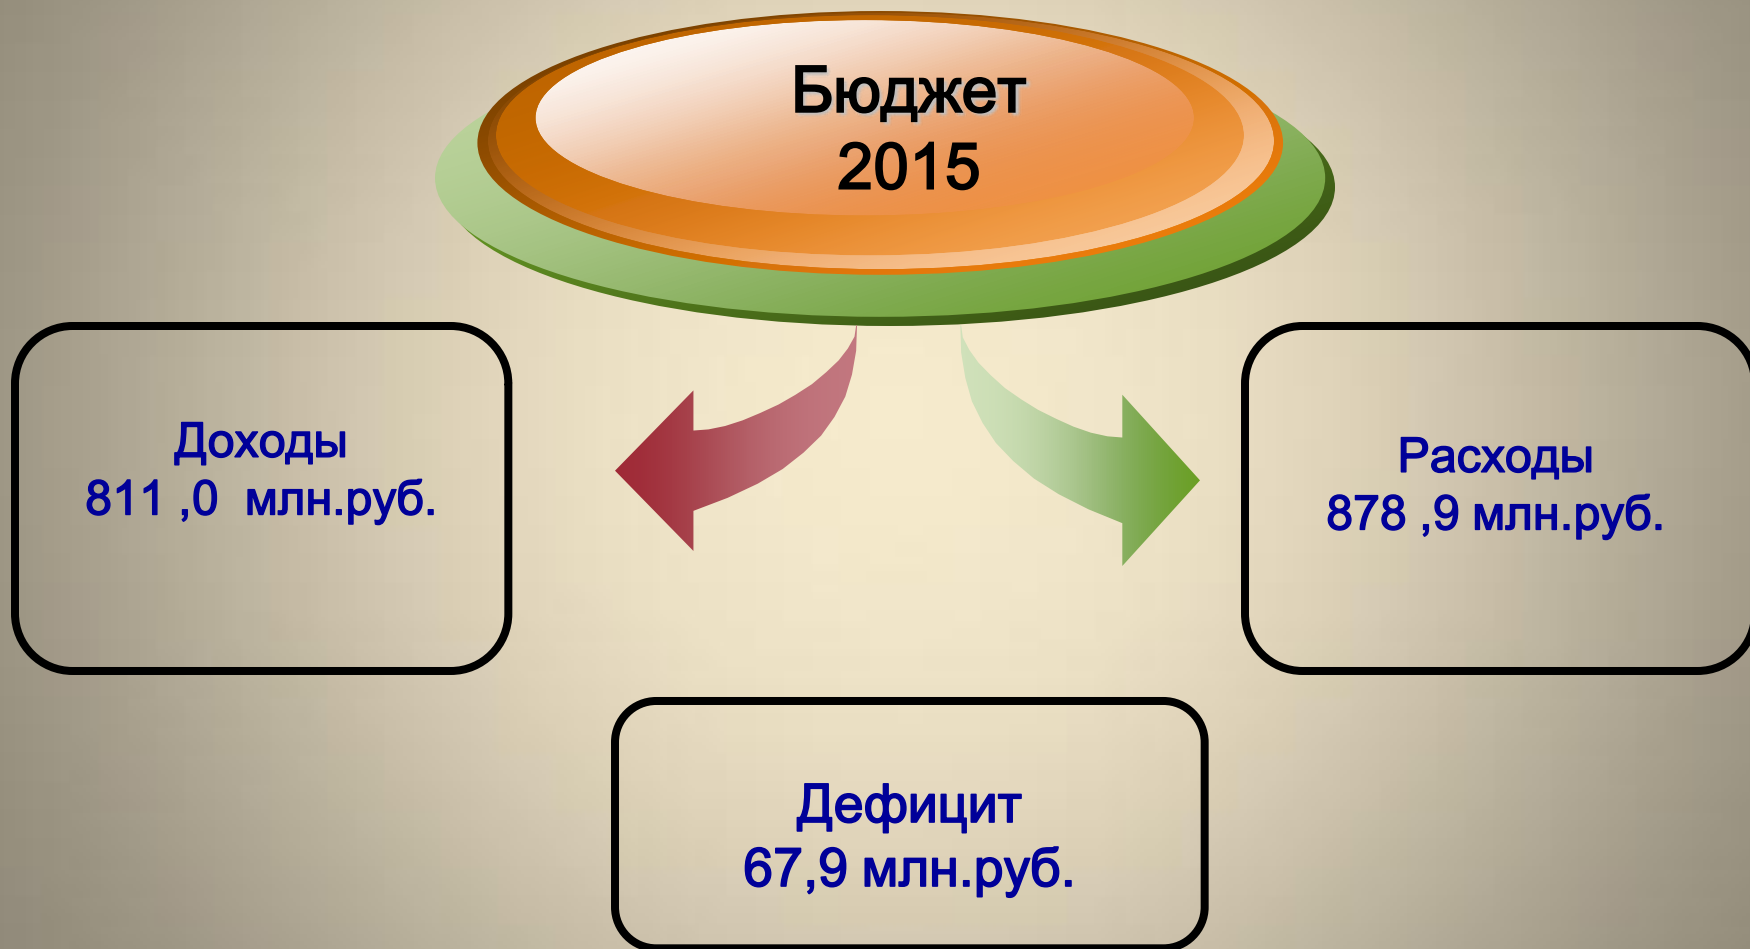 Бюджет
2015
Доходы
811 ,0  млн.руб.
Расходы
878 ,9 млн.руб.
Дефицит
67,9 млн.руб.